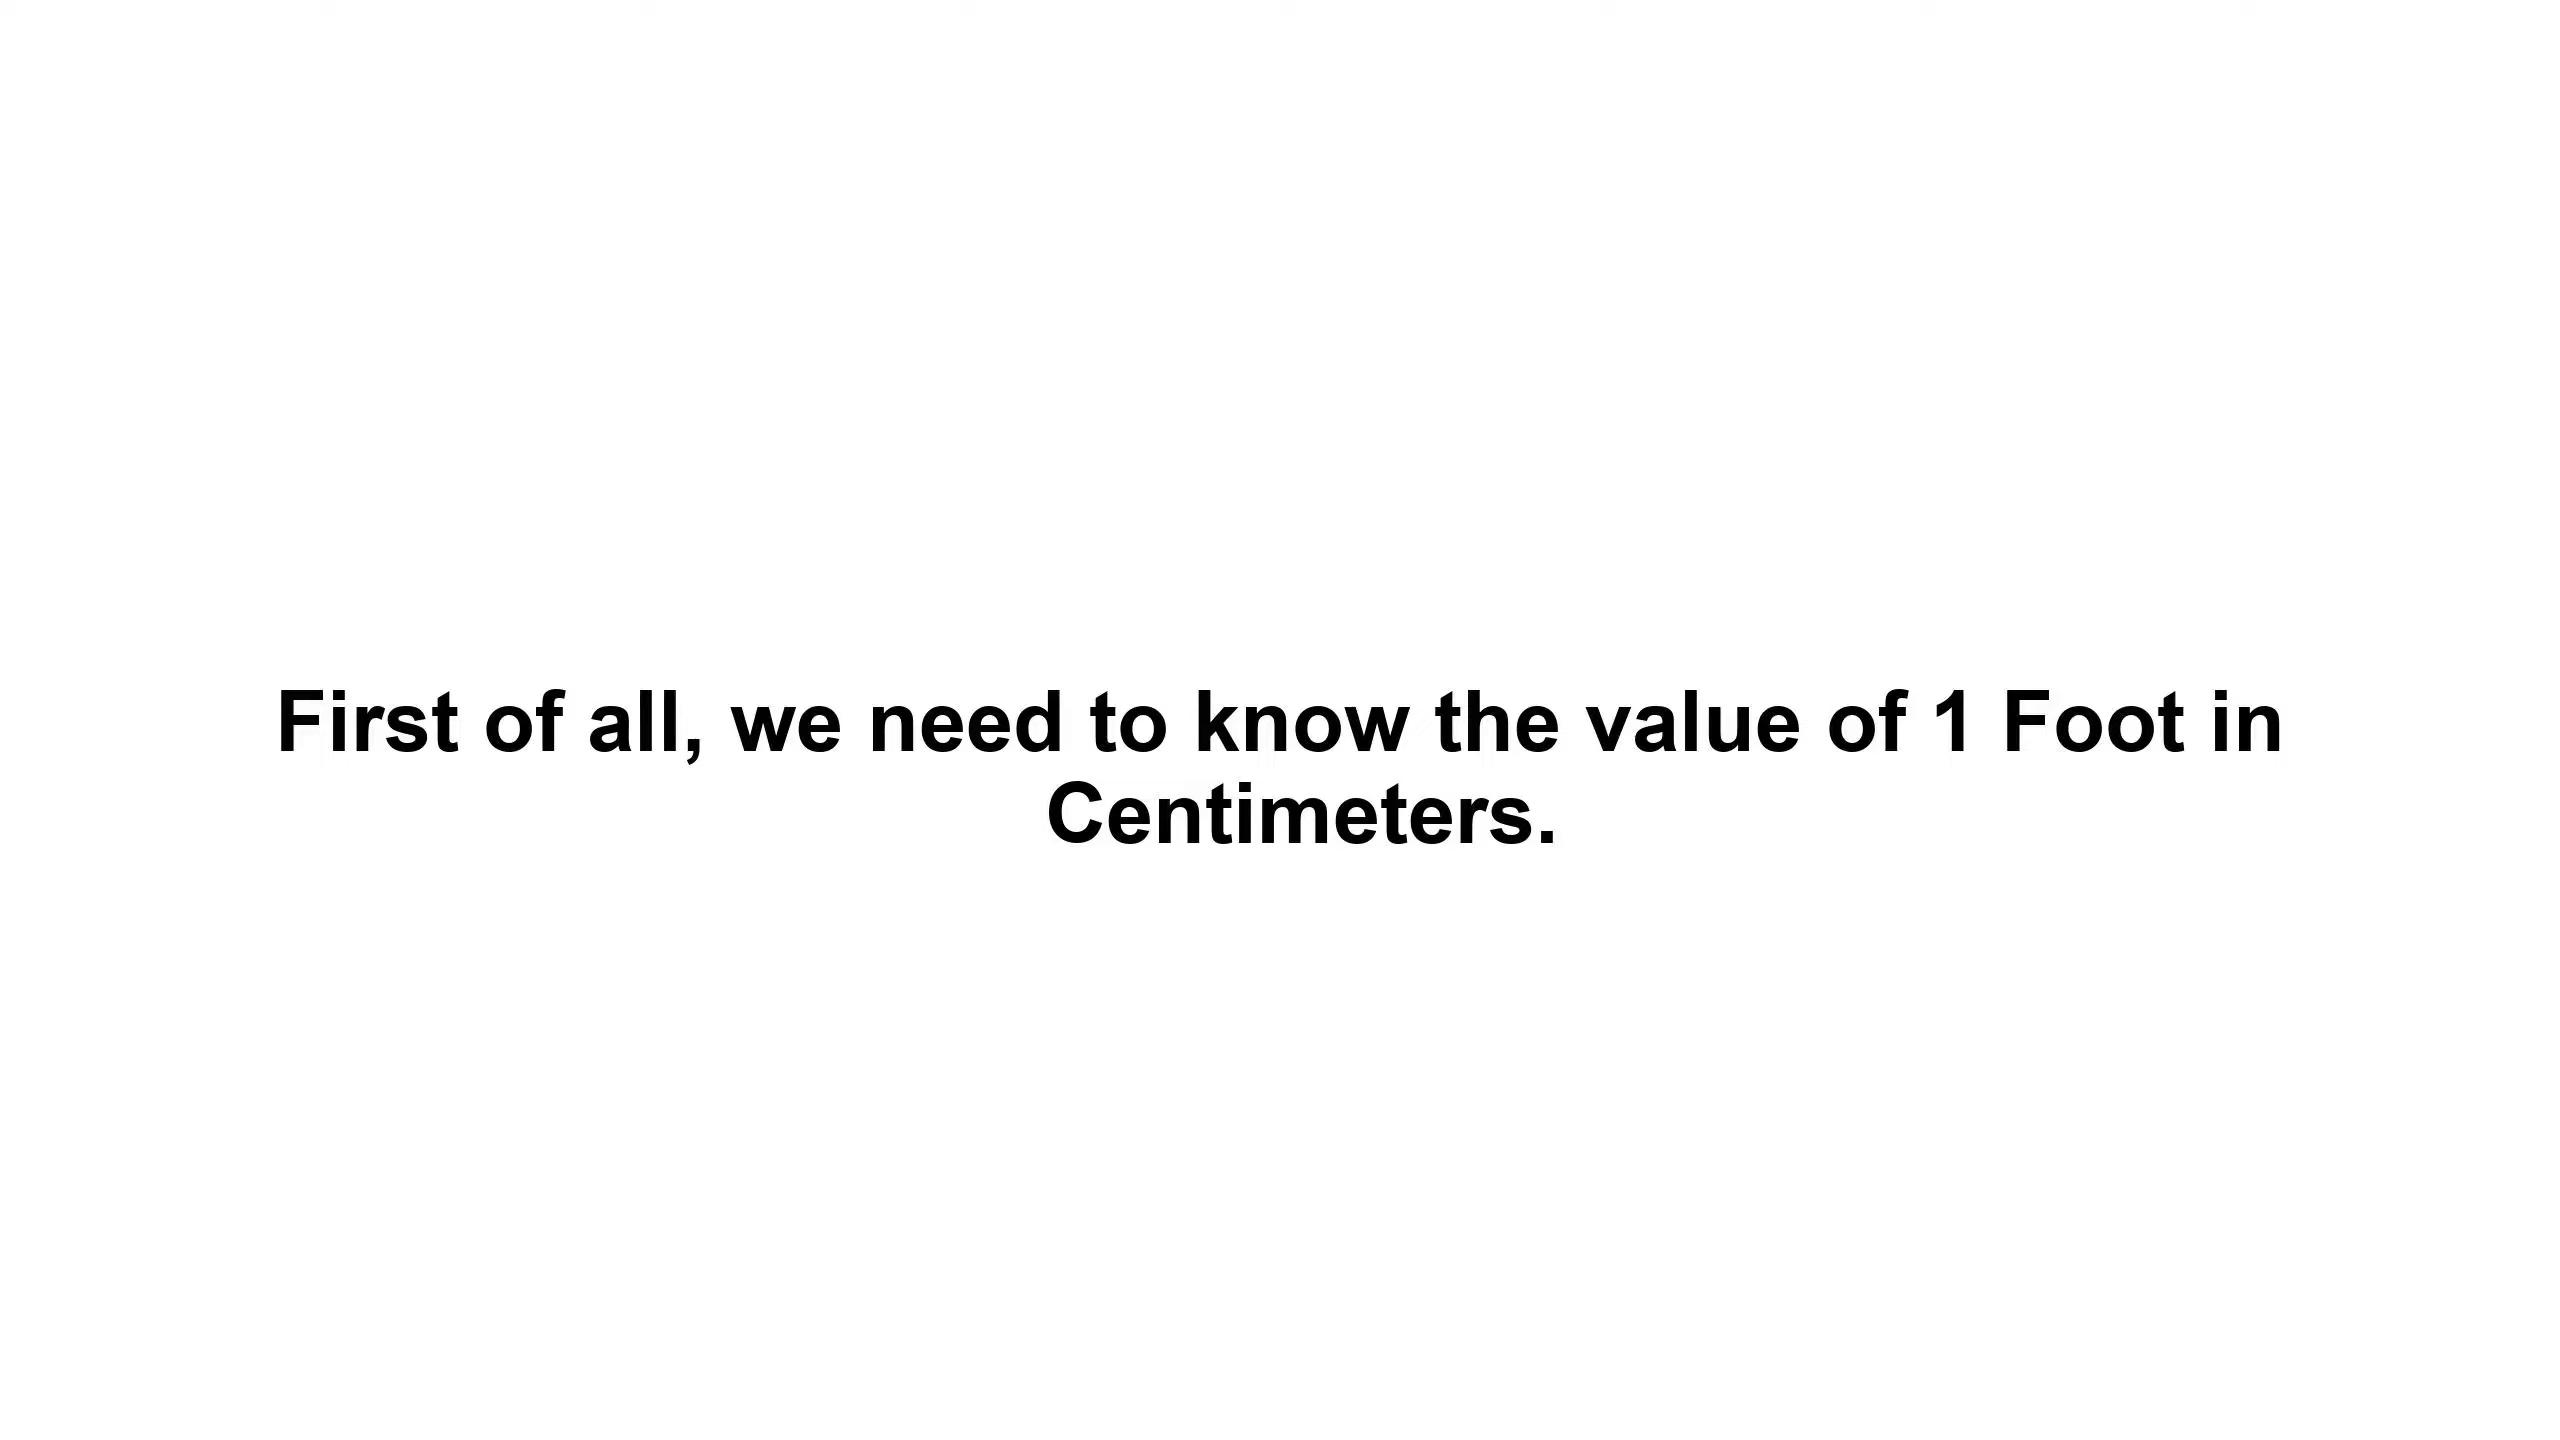 First of all, we need to know the value of 1 Foot in
Centimeters.